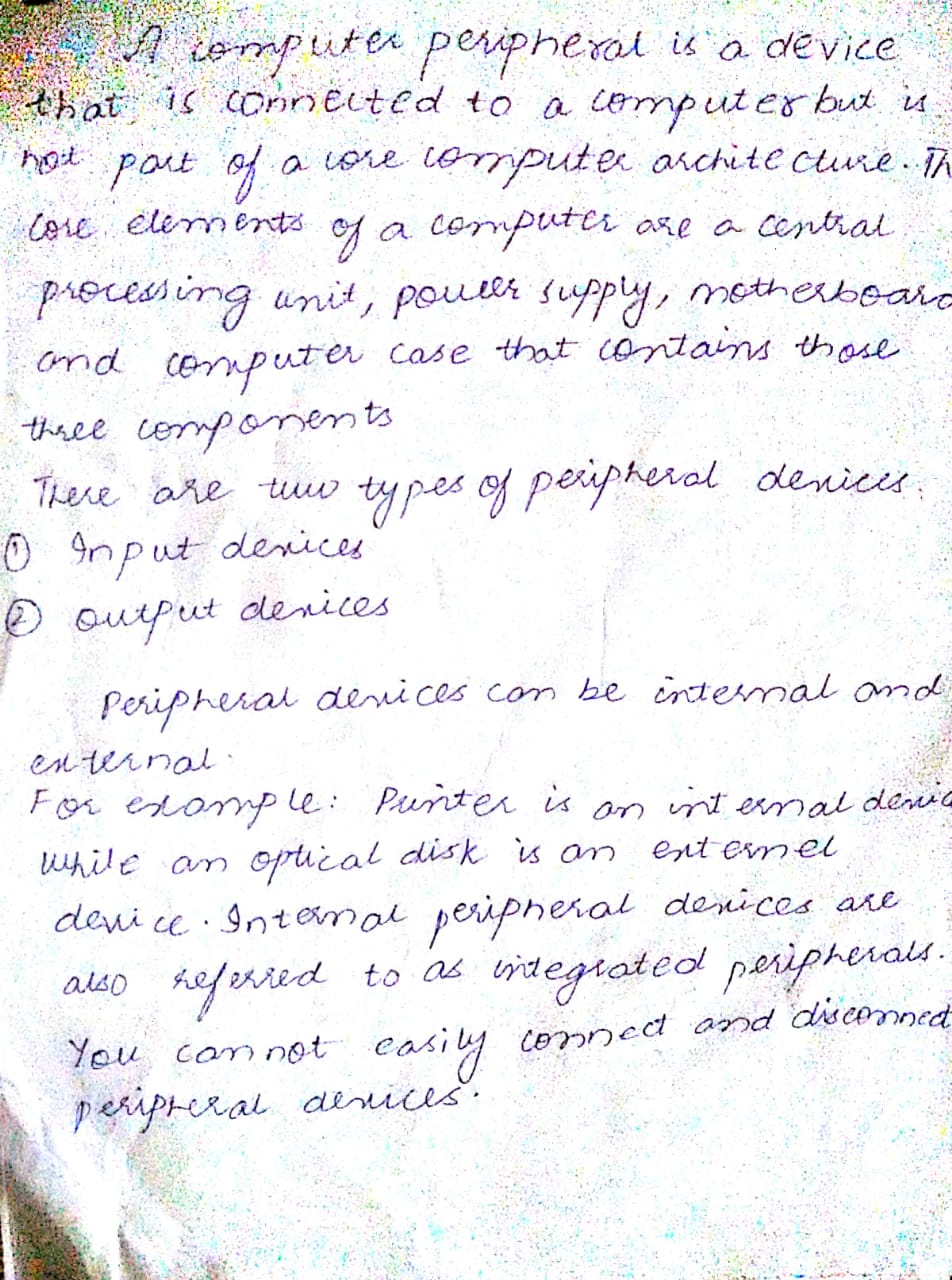 A computer peripheral is a device
that is connected to a computer but is
not part of a core computer architecture. Th
core elements of a computer are a central
processing unit, power supply, motherboard
and computer case that contains those
three components
There are two types of peripheral devices.
① Input devices
② output devices
Peripheral devices can be internal and
external.
For example: Printer is an internal devic
While an optical disk is an externel
device. Internal peripheral devices are
also referred to as integrated peripherals.
You can not easily connect and disconnect
peripheral devices.